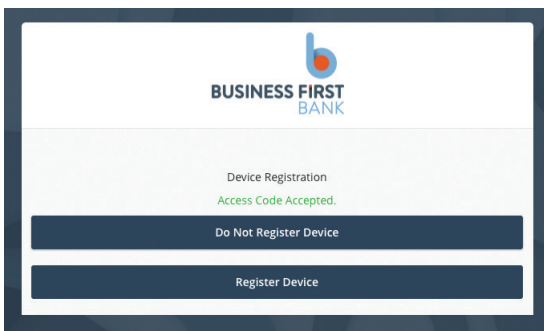 BUSINESS FIRST
BANK
Device Registration
Access Code Accepted.
Do Not Register Device
Register Device